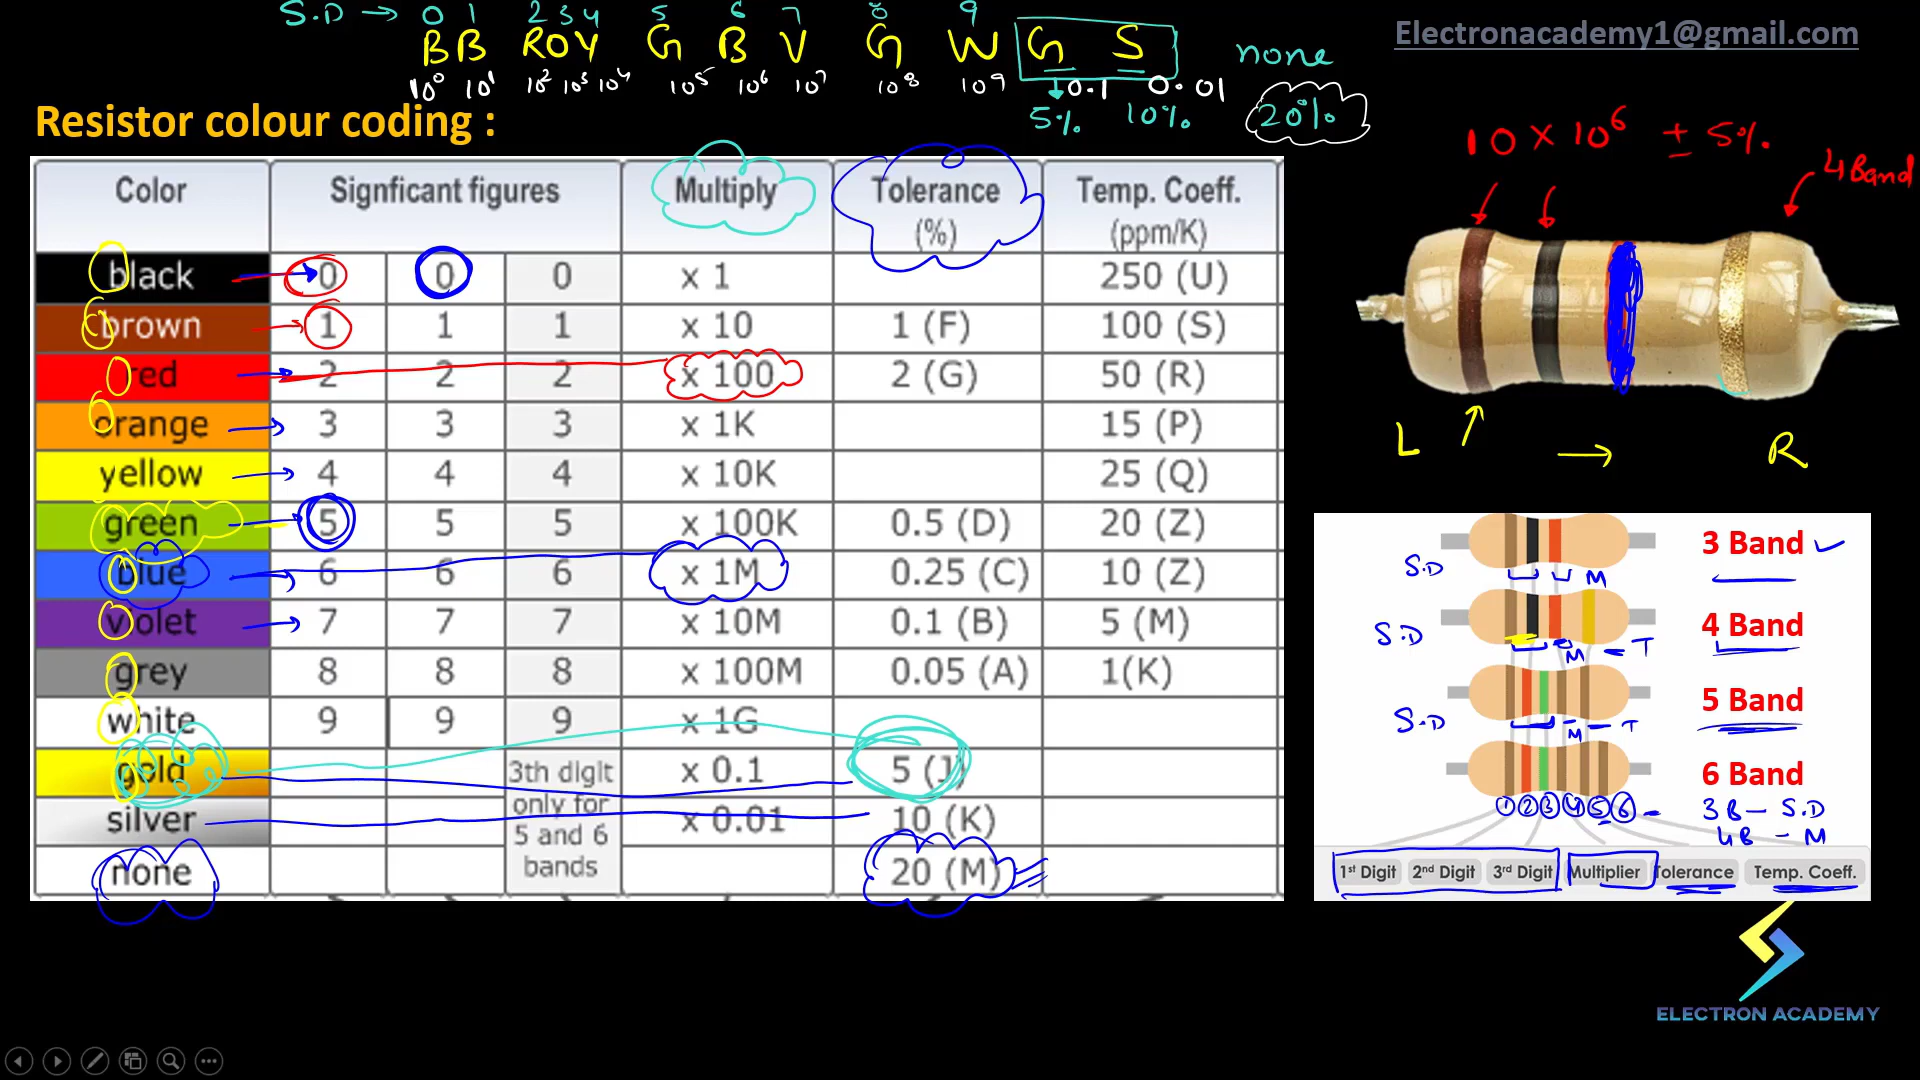 S.D → 0 1 2 3 4 5 6 7 8 9
B B R O Y G B V G W G S none
10⁰ 10¹ 10² 10³ 10⁴ 10⁵ 10⁶ 10⁷ 10⁸ 10⁹ 0.1 0.01
5% 10% 20%
Electronacademy1@gmail.com
Resistor colour coding :
Color Signficant figures Multiply Tolerance (%) Temp. Coeff. (ppm/K)
black 0 0 0 x 1 250 (U)
brown 1 1 1 x 10 1 (F) 100 (S)
red 2 2 2 x 100 2 (G) 50 (R)
orange 3 3 3 x 1K 15 (P)
yellow 4 4 4 x 10K 25 (Q)
green 5 5 5 x 100K 0.5 (D) 20 (Z)
blue 6 6 6 x 1M 0.25 (C) 10 (Z)
violet 7 7 7 x 10M 0.1 (B) 5 (M)
grey 8 8 8 x 100M 0.05 (A) 1(K)
white 9 9 9 x 1G
gold x 0.1 5 (J)
silver x 0.01 10 (K)
none 20 (M)
3th digit
only for
5 and 6
bands
10 × 10⁶ ± 5%
4 Band
L → R
3 Band
S.D M
4 Band
S.D M T
5 Band
S.D M T
6 Band
1 2 3 4 5 6 - 3B - S.D
4B - M
1st Digit 2nd Digit 3rd Digit Multiplier Tolerance Temp. Coeff.
ELECTRON ACADEMY